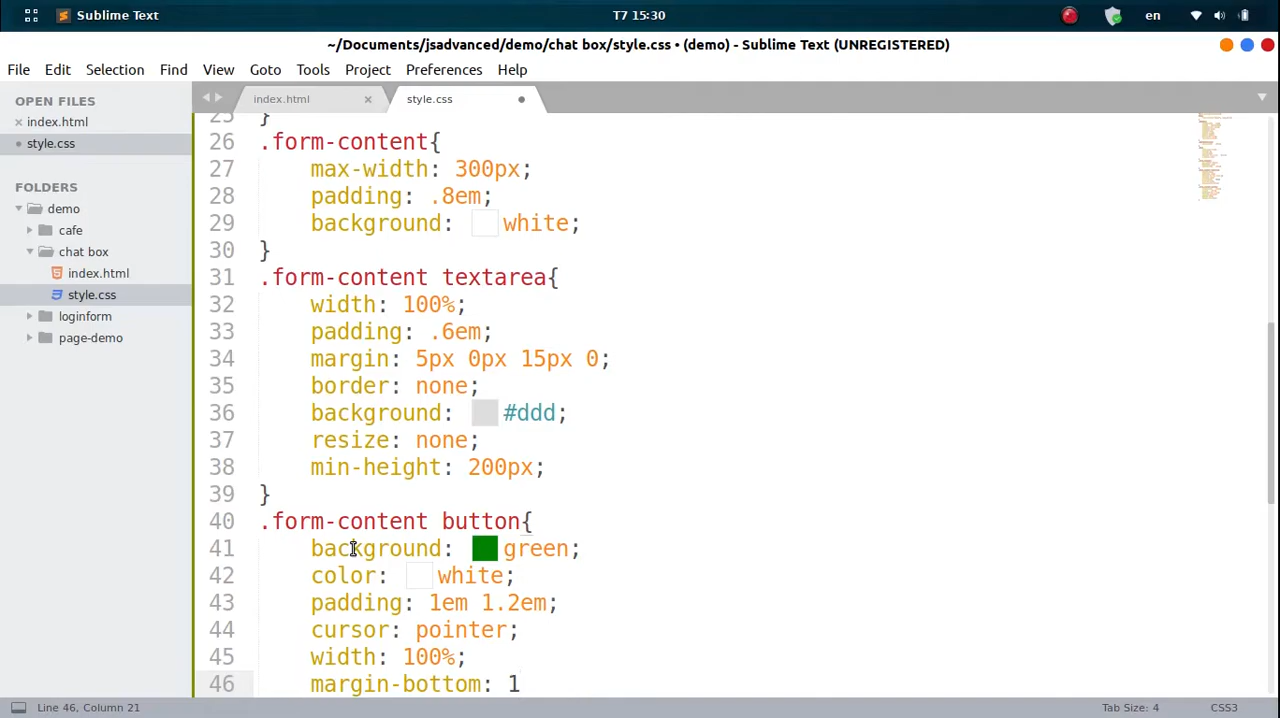 Sublime Text
T7 15:30
en
~/Documents/jsadvanced/demo/chat box/style.css • (demo) - Sublime Text (UNREGISTERED)
File Edit Selection Find View Goto Tools Project Preferences Help
OPEN FILES
index.html
style.css
FOLDERS
demo
cafe
chat box
index.html
style.css
loginform
page-demo
index.html
style.css
25 }
26 .form-content{
27 max-width: 300px;
28 padding: .8em;
29 background: white;
30 }
31 .form-content textarea{
32 width: 100%;
33 padding: .6em;
34 margin: 5px 0px 15px 0;
35 border: none;
36 background: #ddd;
37 resize: none;
38 min-height: 200px;
39 }
40 .form-content button{
41 background: green;
42 color: white;
43 padding: 1em 1.2em;
44 cursor: pointer;
45 width: 100%;
46 margin-bottom: 1
Line 46, Column 21
Tab Size: 4
CSS3